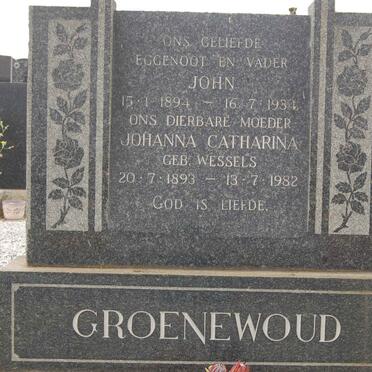 ONS GELIEFDE
EGGENOOT EN VADER
JOHN
15·1·1894 — 16·7·1934
ONS DIERBARE MOEDER
JOHANNA CATHARINA
GEB. WESSELS
20·7·1893 — 13·7·1982
GOD IS LIEFDE.
GROENEWOUD